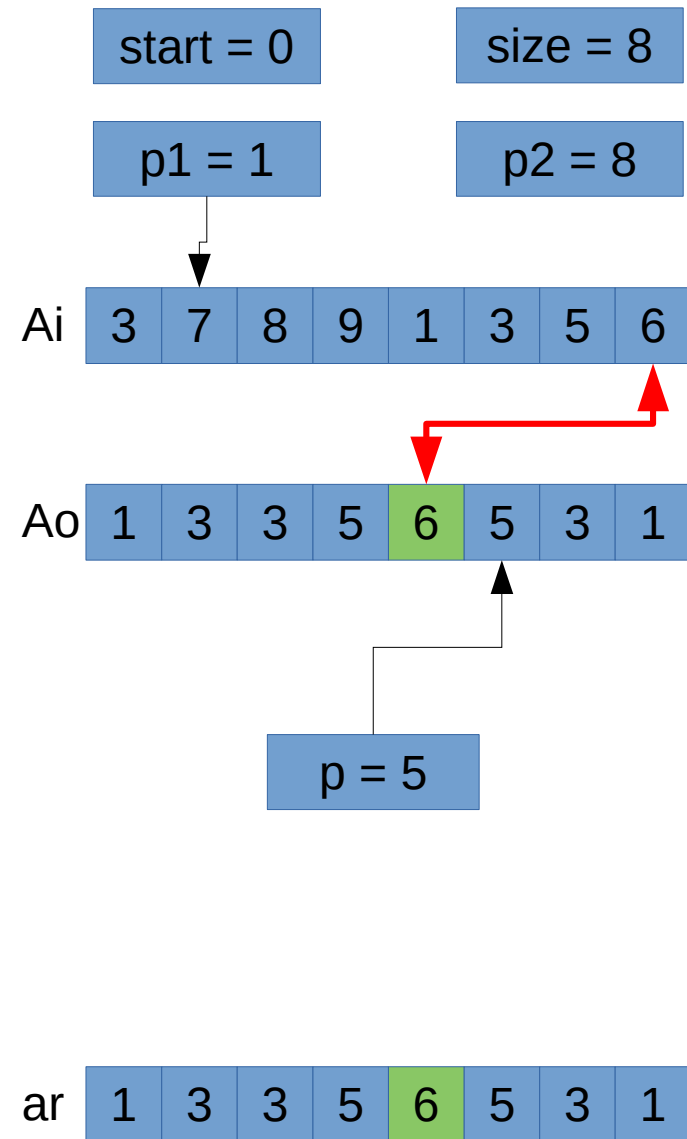 start = 0 size = 8
p1 = 1 p2 = 8
Ai 3 7 8 9 1 3 5 6
Ao 1 3 3 5 6 5 3 1
p = 5
ar 1 3 3 5 6 5 3 1